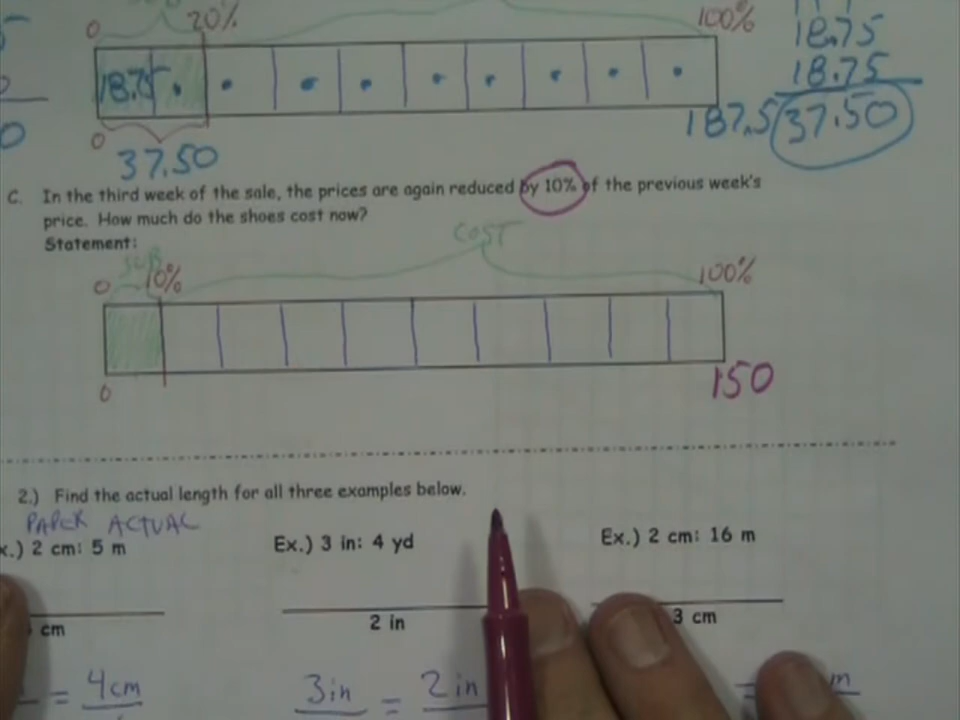 0 20% 100%
18.75
18.75
18.75 187.5 37.50
0
37.50
C. In the third week of the sale, the prices are again reduced by 10% of the previous week's
price. How much do the shoes cost now?
Statement:
COST
SUB
0 10% 100%
0 150
2.) Find the actual length for all three examples below.
PAPER ACTUAL
x.) 2 cm: 5 m Ex.) 3 in: 4 yd Ex.) 2 cm: 16 m
cm 2 in 3 cm
= 4cm 3in = 2in = m